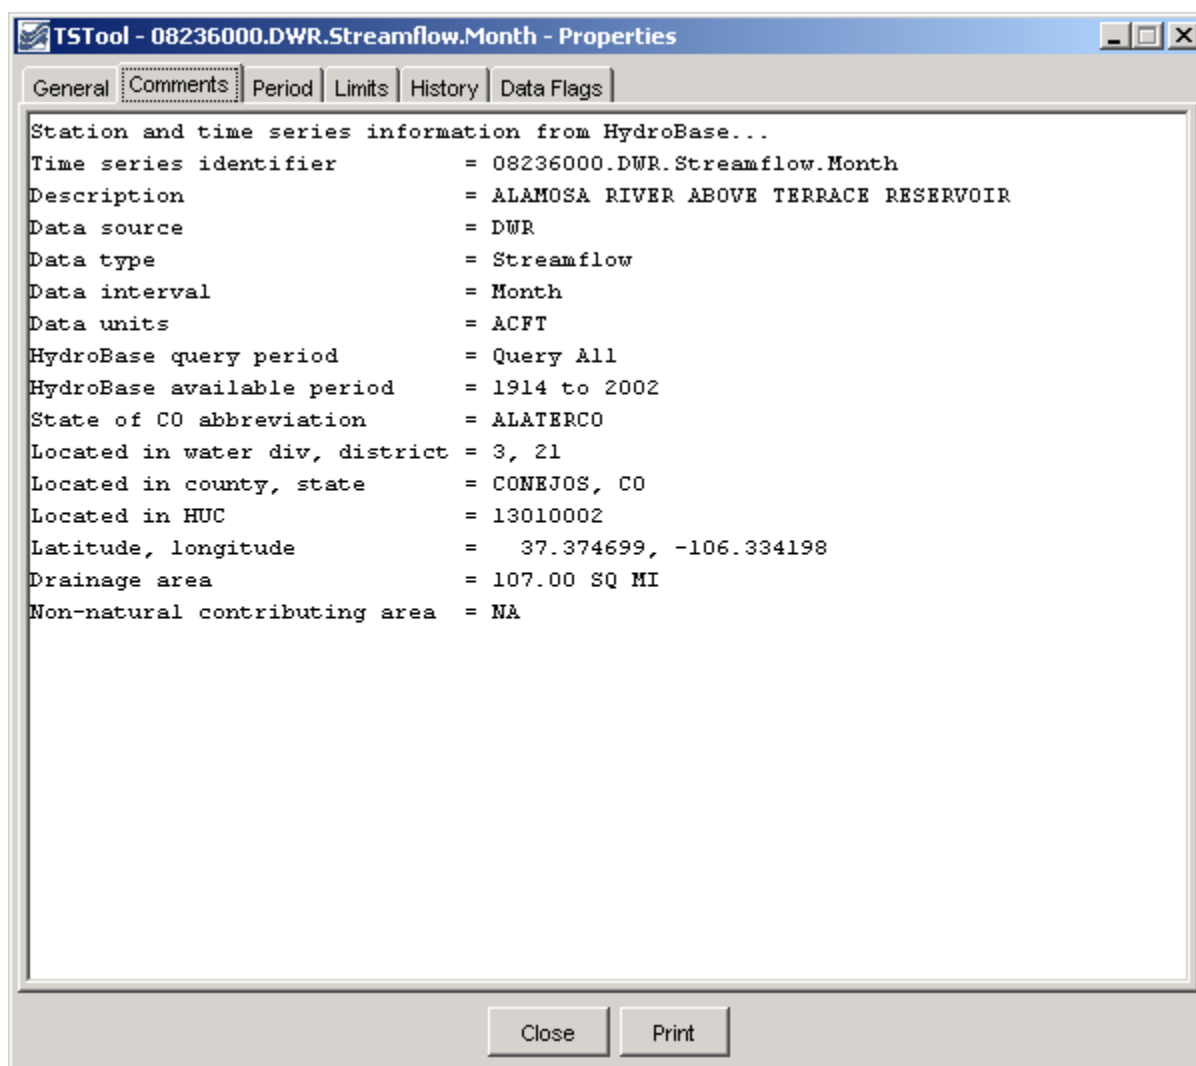 TSTool - 08236000.DWR.Streamflow.Month - Properties
General Comments Period Limits History Data Flags
Station and time series information from HydroBase...
Time series identifier = 08236000.DWR.Streamflow.Month
Description = ALAMOSA RIVER ABOVE TERRACE RESERVOIR
Data source = DWR
Data type = Streamflow
Data interval = Month
Data units = ACFT
HydroBase query period = Query All
HydroBase available period = 1914 to 2002
State of CO abbreviation = ALATERCO
Located in water div, district = 3, 21
Located in county, state = CONEJOS, CO
Located in HUC = 13010002
Latitude, longitude = 37.374699, -106.334198
Drainage area = 107.00 SQ MI
Non-natural contributing area = NA
Close Print